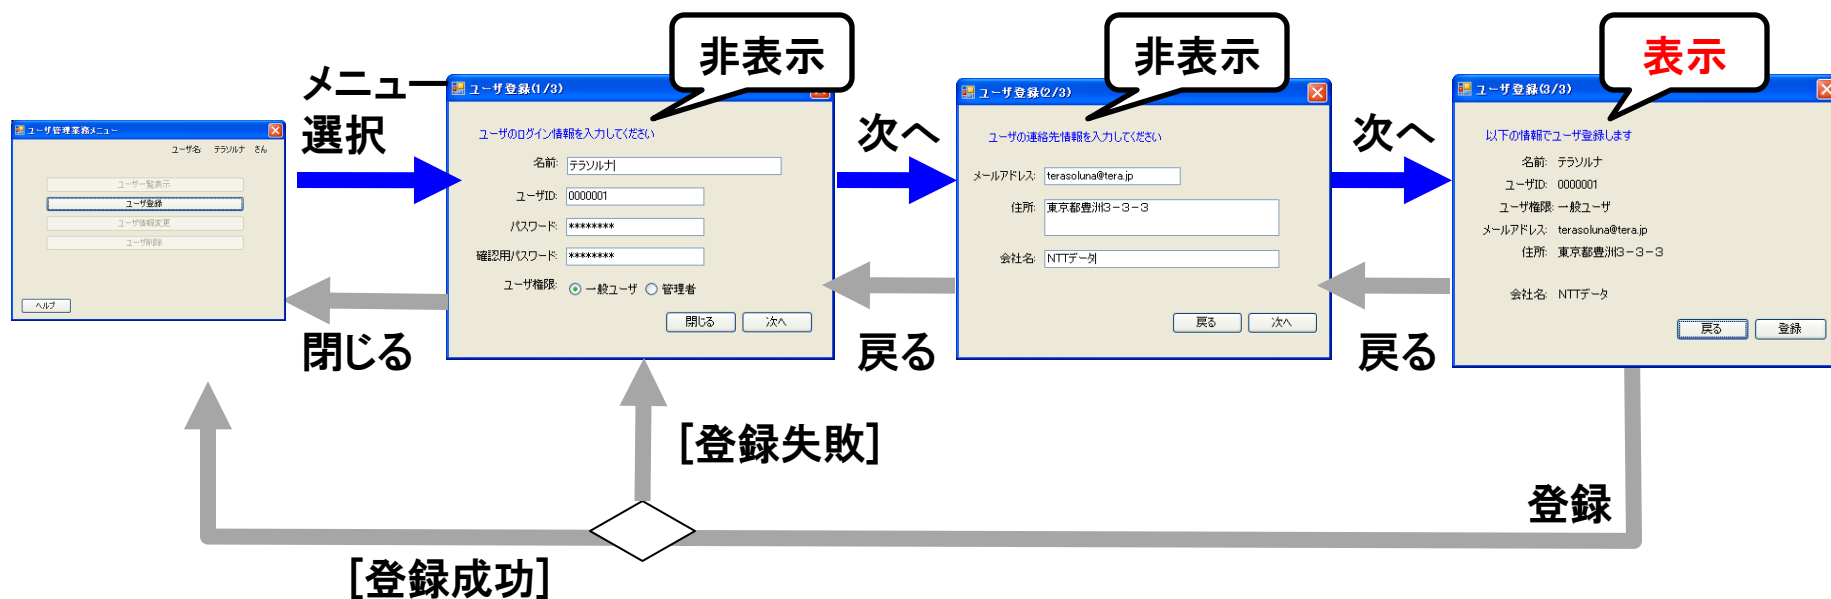 非表示
非表示
表示
メニュー
選択
次へ
次へ
ユーザ管理業務メニュー
ユーザ名 テラソルナ さん
ユーザ一覧表示
ユーザ登録
ユーザ情報変更
ユーザ削除
ヘルプ
閉じる
ユーザ登録(1/3)
ユーザのログイン情報を入力してください
名前: テラソルナ
ユーザID: 0000001
パスワード: ********
確認用パスワード: ********
ユーザ権限: 一般ユーザ 管理者
閉じる 次へ
戻る
ユーザ登録(2/3)
ユーザの連絡先情報を入力してください
メールアドレス: terasoluna@tera.jp
住所: 東京都豊洲3-3-3
会社名: NTTデータ
戻る 次へ
戻る
ユーザ登録(3/3)
以下の情報でユーザ登録します
名前: テラソルナ
ユーザID: 0000001
ユーザ権限: 一般ユーザ
メールアドレス: terasoluna@tera.jp
住所: 東京都豊洲3-3-3
会社名: NTTデータ
戻る 登録
[登録失敗]
登録
[登録成功]